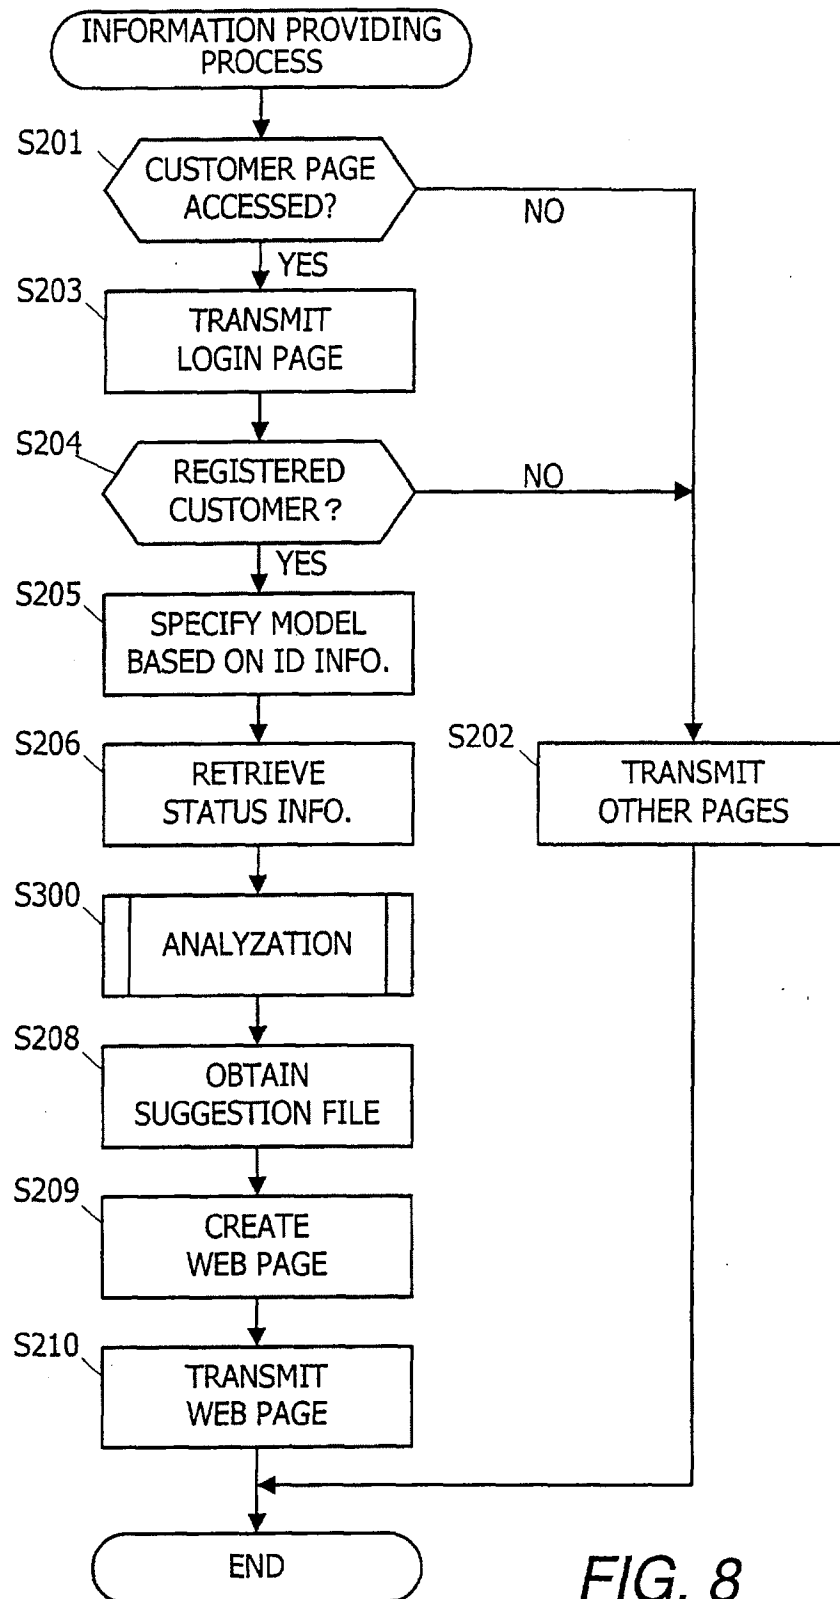 INFORMATION PROVIDING
PROCESS
S201
CUSTOMER PAGE
ACCESSED?
NO
YES
S203
TRANSMIT
LOGIN PAGE
S204
REGISTERED
CUSTOMER?
NO
YES
S205
SPECIFY MODEL
BASED ON ID INFO.
S206
RETRIEVE
STATUS INFO.
S202
TRANSMIT
OTHER PAGES
S300
ANALYZATION
S208
OBTAIN
SUGGESTION FILE
S209
CREATE
WEB PAGE
S210
TRANSMIT
WEB PAGE
END
FIG. 8